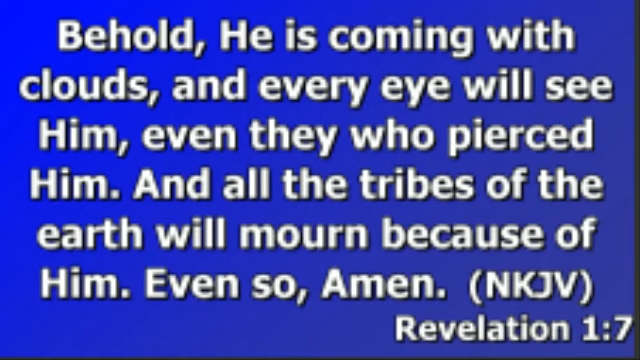 Behold, He is coming with
clouds, and every eye will see
Him, even they who pierced
Him. And all the tribes of the
earth will mourn because of
Him. Even so, Amen. (NKJV)
Revelation 1:7